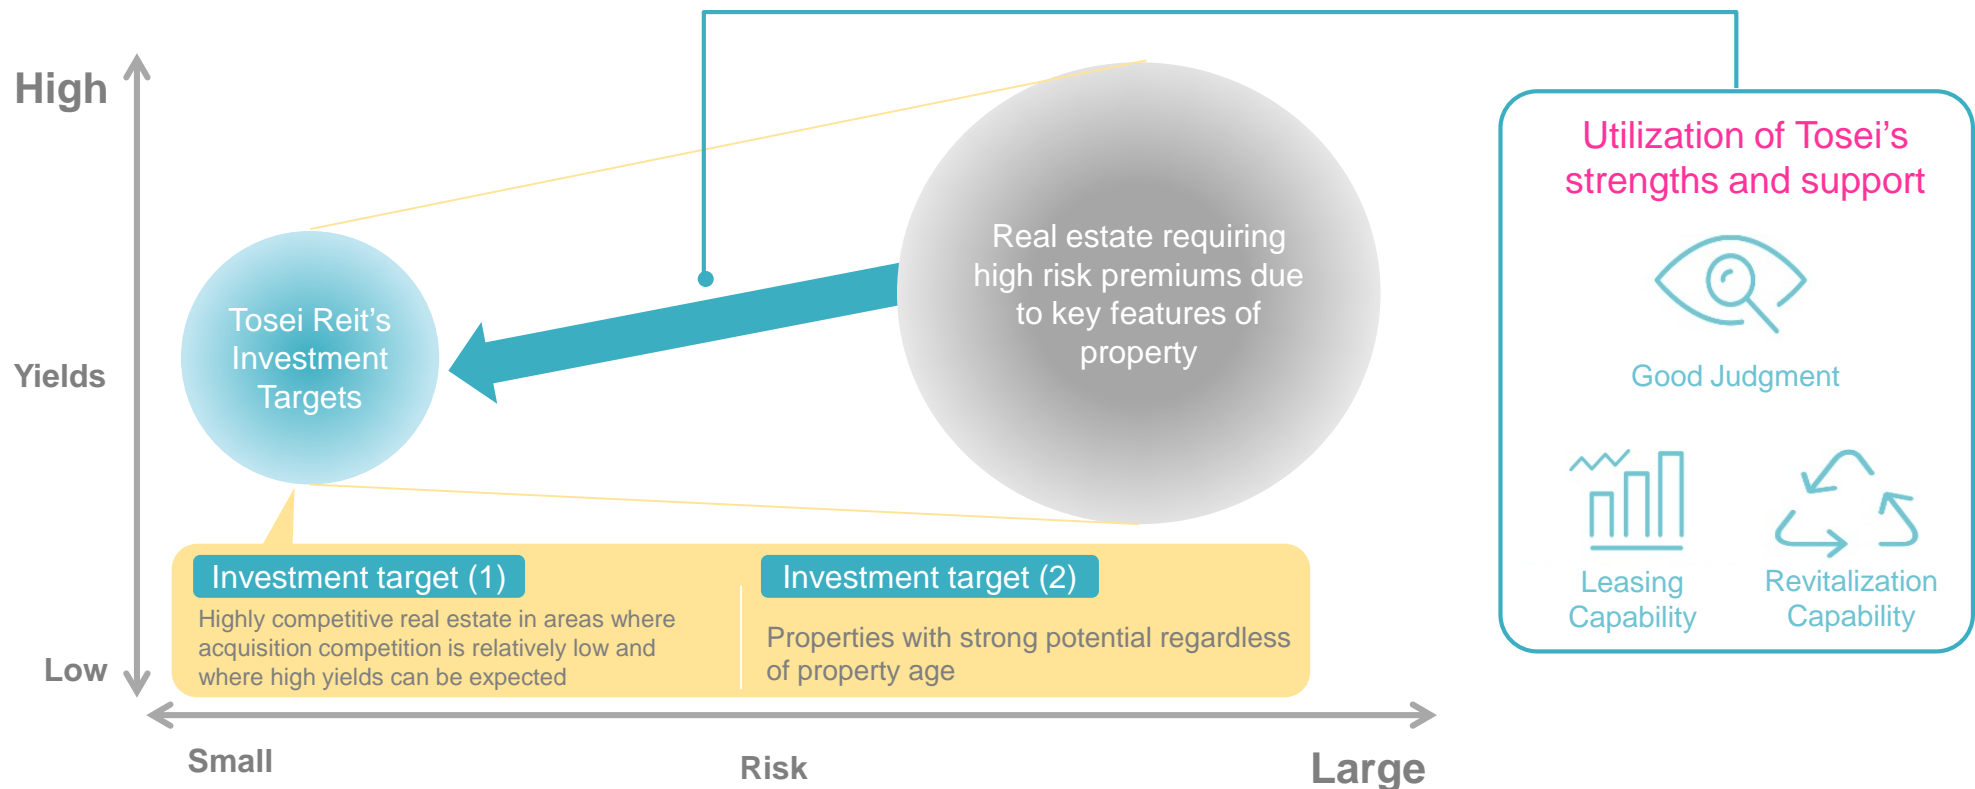 High
Yields
Low
Tosei Reit’s
Investment
Targets
Real estate requiring
high risk premiums due
to key features of
property
Investment target (1)
Highly competitive real estate in areas where
acquisition competition is relatively low and
where high yields can be expected
Investment target (2)
Properties with strong potential regardless
of property age
Small
Risk
Large
Utilization of Tosei’s
strengths and support
Good Judgment
Leasing
Capability
Revitalization
Capability